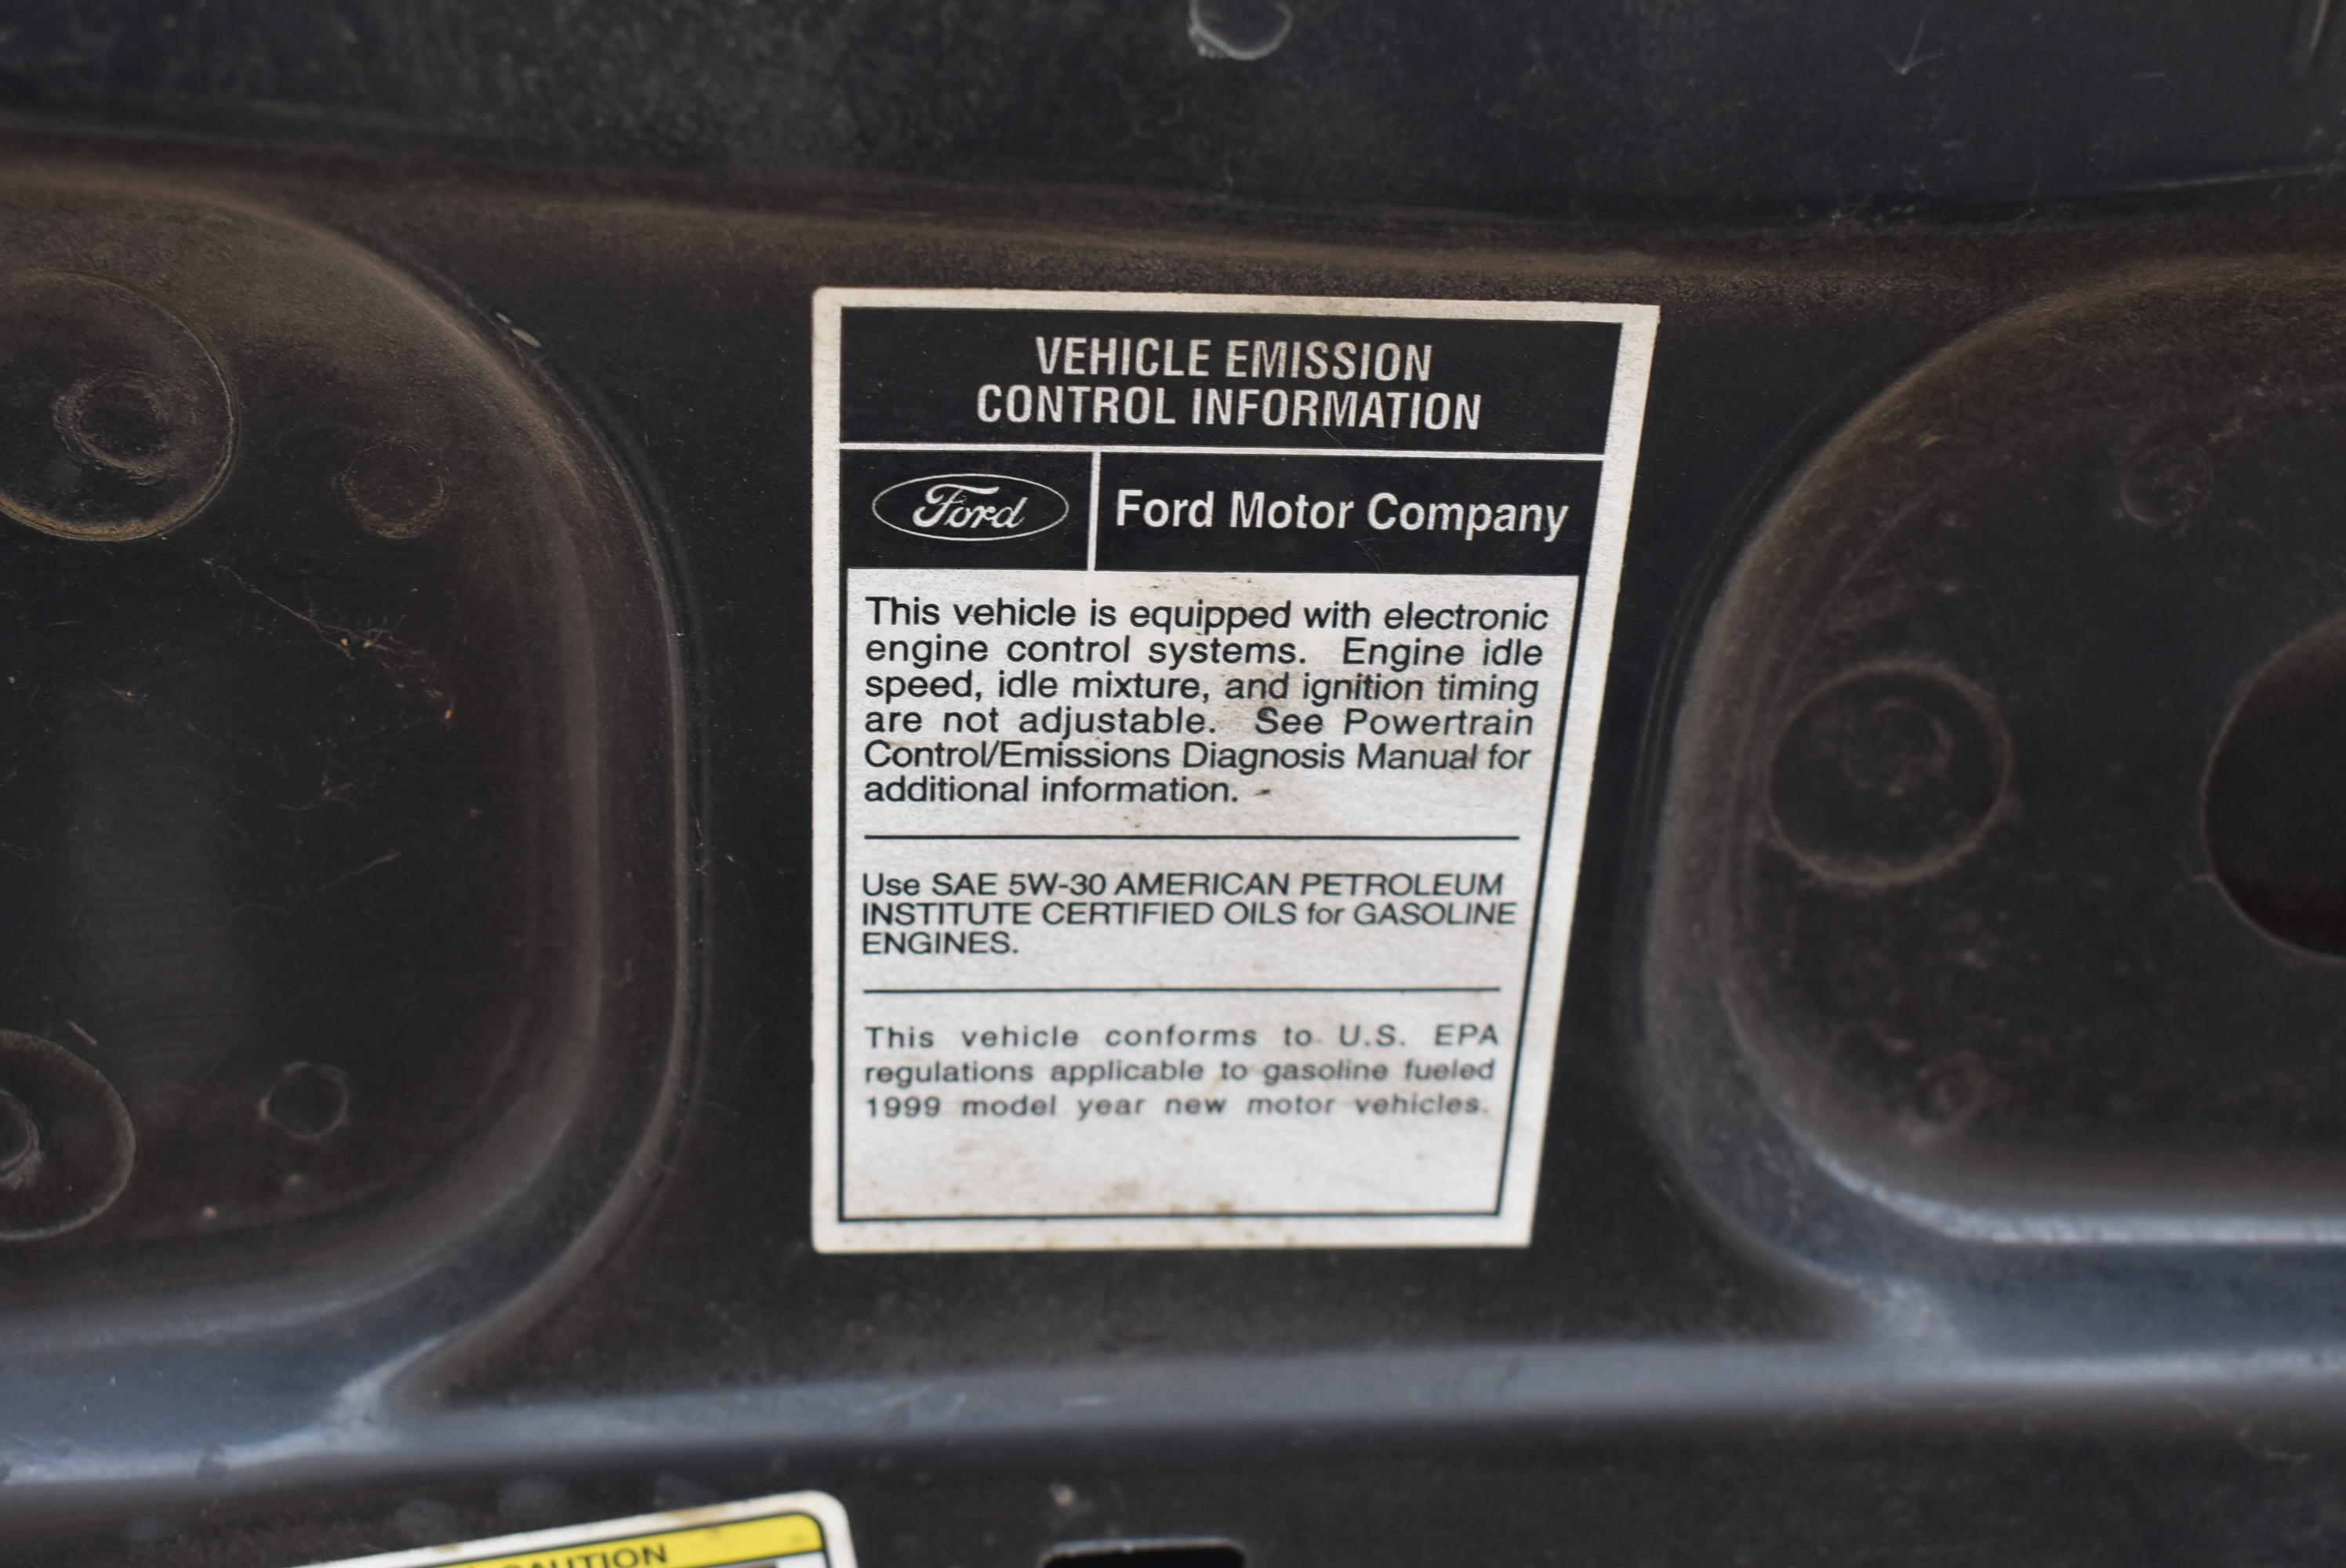 VEHICLE EMISSION
CONTROL INFORMATION
Ford
Ford Motor Company
This vehicle is equipped with electronic
engine control systems. Engine idle
speed, idle mixture, and ignition timing
are not adjustable. See Powertrain
Control/Emissions Diagnosis Manual for
additional information.
Use SAE 5W-30 AMERICAN PETROLEUM
INSTITUTE CERTIFIED OILS for GASOLINE
ENGINES.
This vehicle conforms to U.S. EPA
regulations applicable to gasoline fueled
1999 model year new motor vehicles.
CAUTION